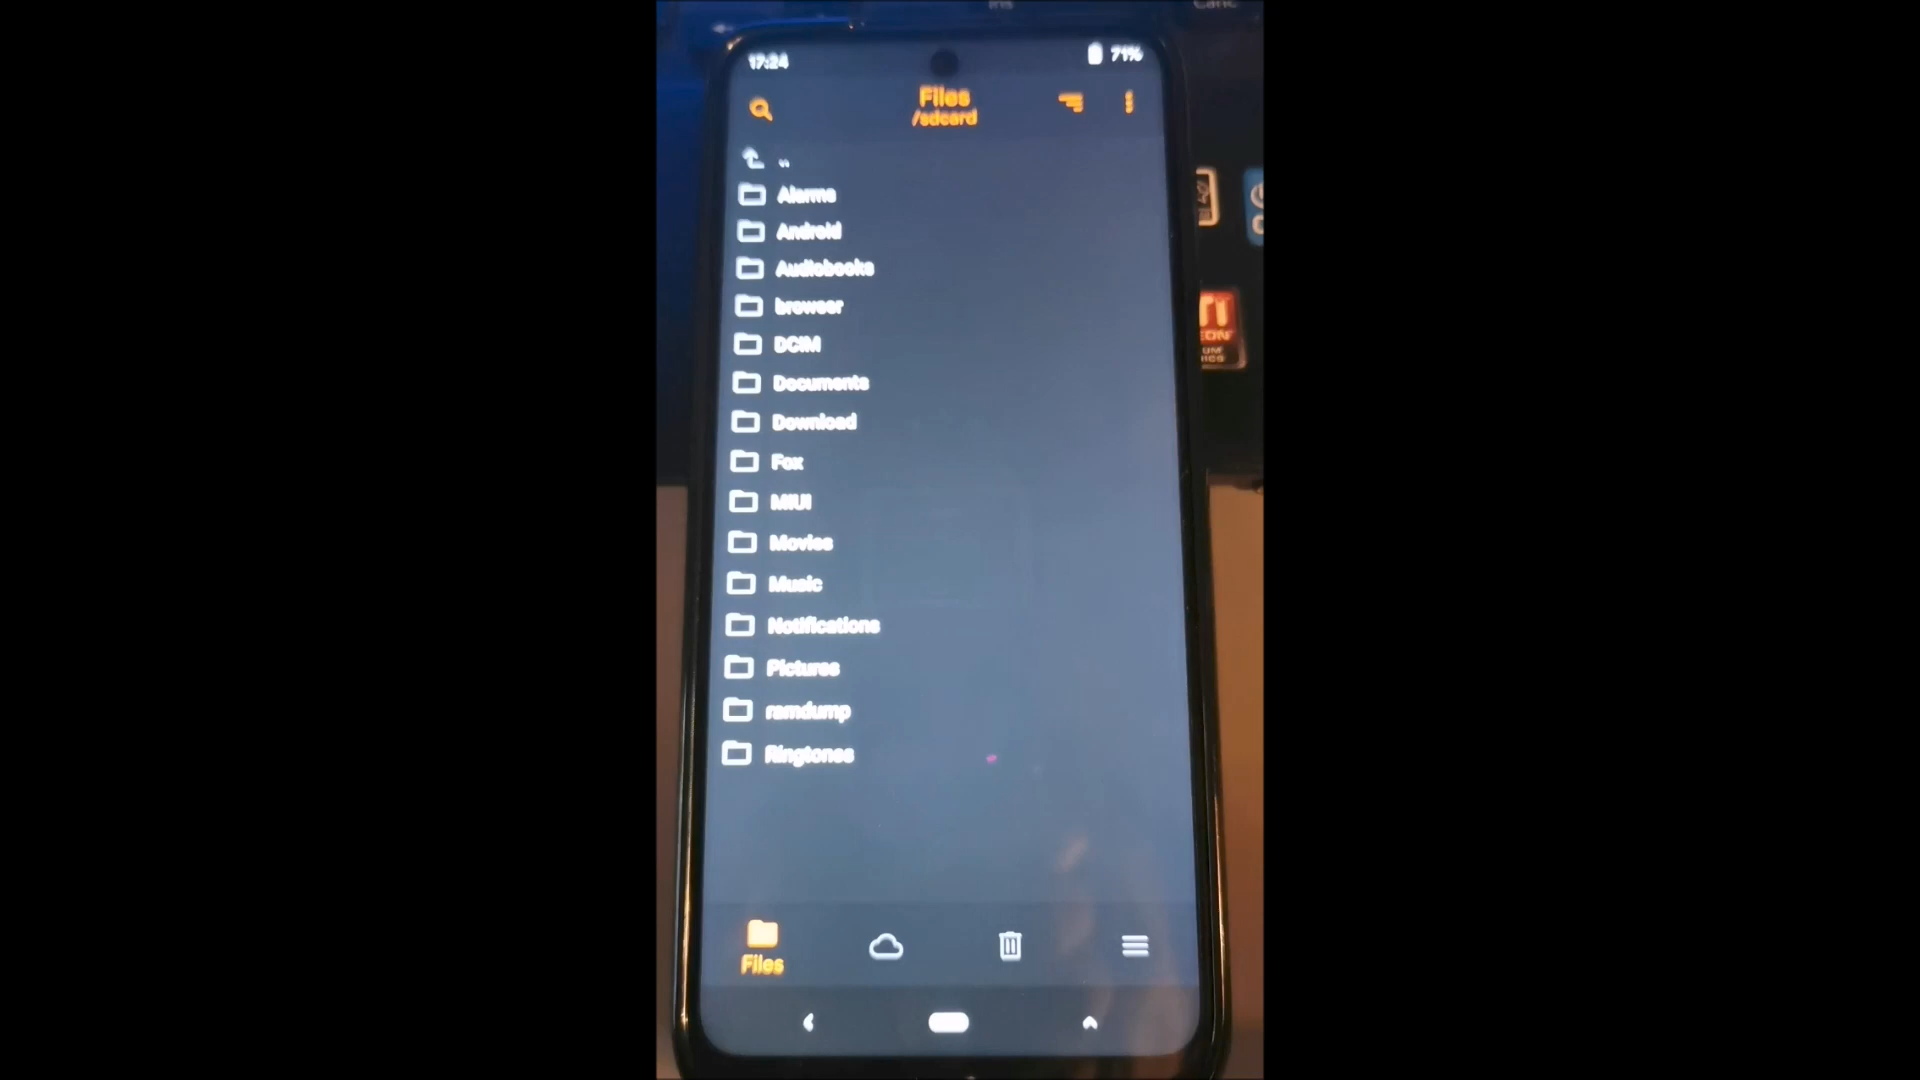 Ins
17:24
71%
Files
/sdcard
..
Alarms
Android
Audiobooks
browser
DCIM
Documents
Download
Fox
MIUI
Movies
Music
Notifications
Pictures
ramdump
Ringtones
Files